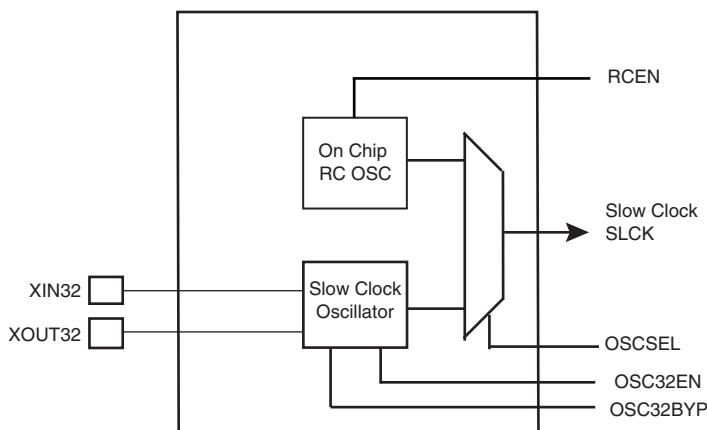 RCEN
On Chip
RC OSC
Slow Clock
SLCK
XIN32
Slow Clock
Oscillator
XOUT32
OSCSEL
OSC32EN
OSC32BYP